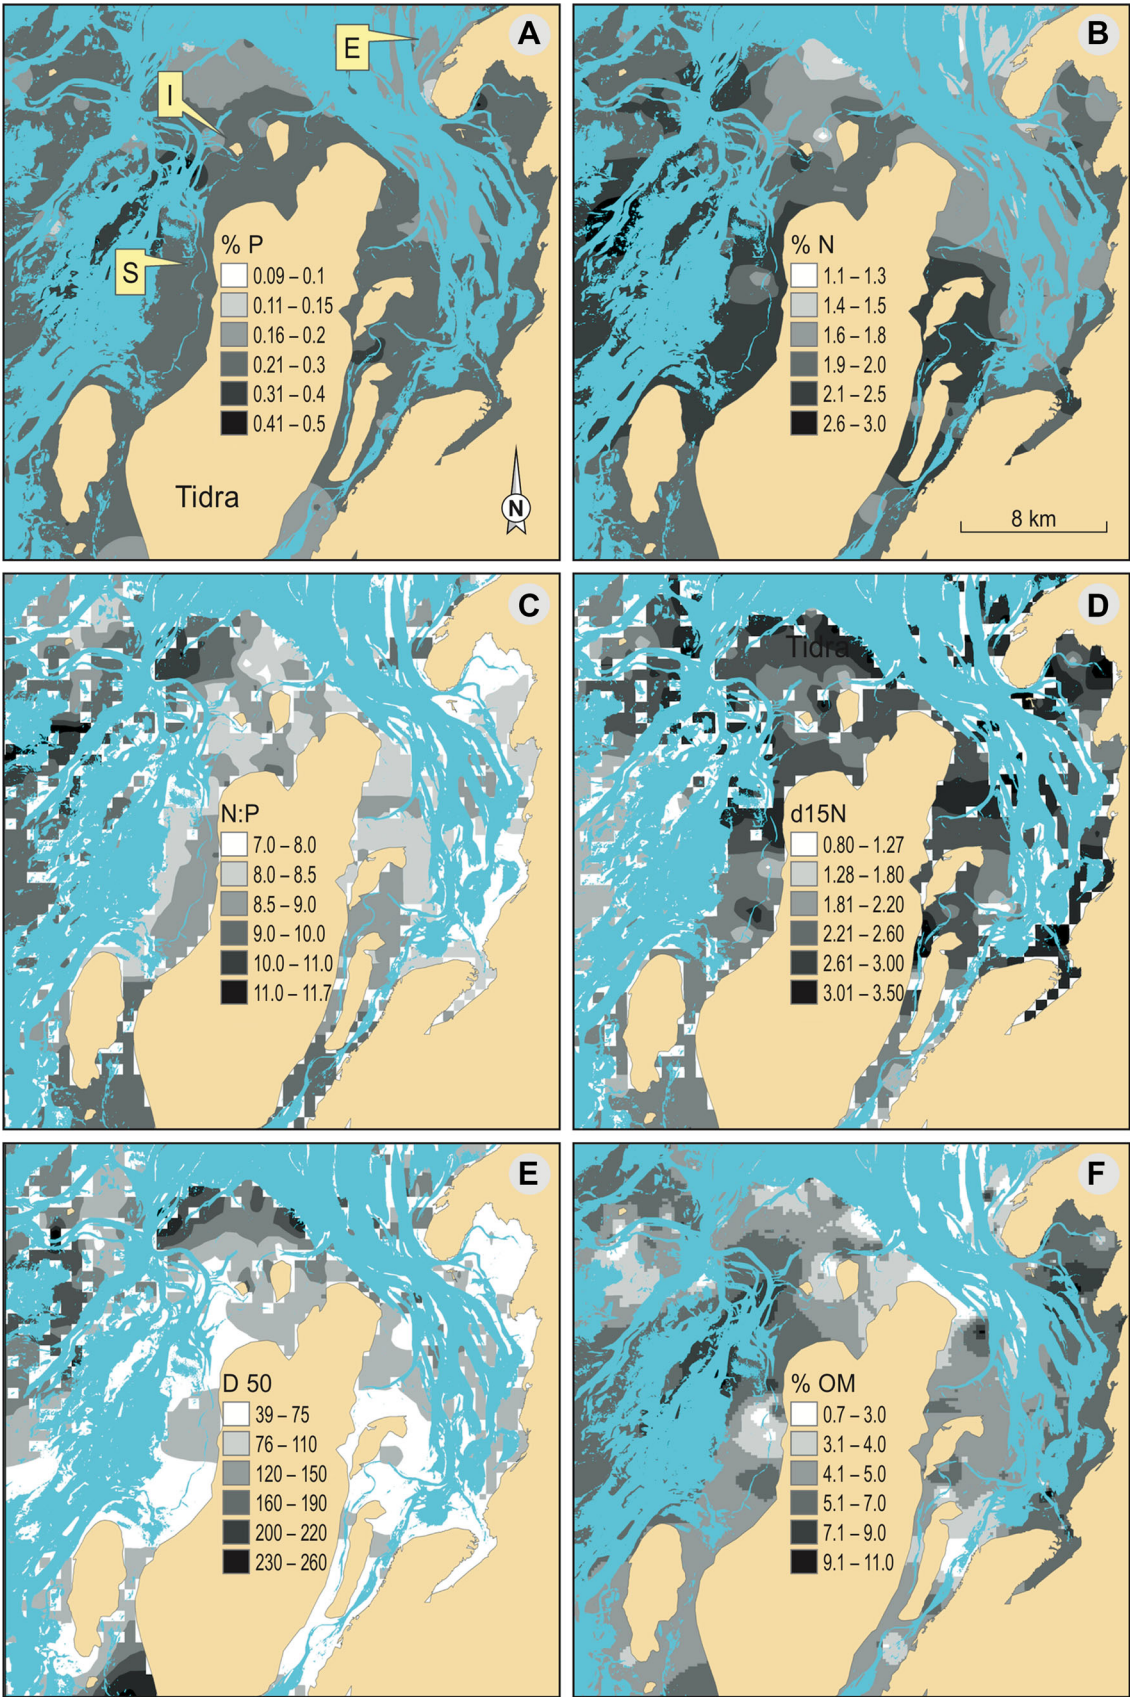 A
E
I
S
% P
0.09 – 0.1
0.11 – 0.15
0.16 – 0.2
0.21 – 0.3
0.31 – 0.4
0.41 – 0.5
Tidra
N
B
% N
1.1 – 1.3
1.4 – 1.5
1.6 – 1.8
1.9 – 2.0
2.1 – 2.5
2.6 – 3.0
8 km
C
N:P
7.0 – 8.0
8.0 – 8.5
8.5 – 9.0
9.0 – 10.0
10.0 – 11.0
11.0 – 11.7
D
Tidra
d15N
0.80 – 1.27
1.28 – 1.80
1.81 – 2.20
2.21 – 2.60
2.61 – 3.00
3.01 – 3.50
E
D 50
39 – 75
76 – 110
120 – 150
160 – 190
200 – 220
230 – 260
F
% OM
0.7 – 3.0
3.1 – 4.0
4.1 – 5.0
5.1 – 7.0
7.1 – 9.0
9.1 – 11.0